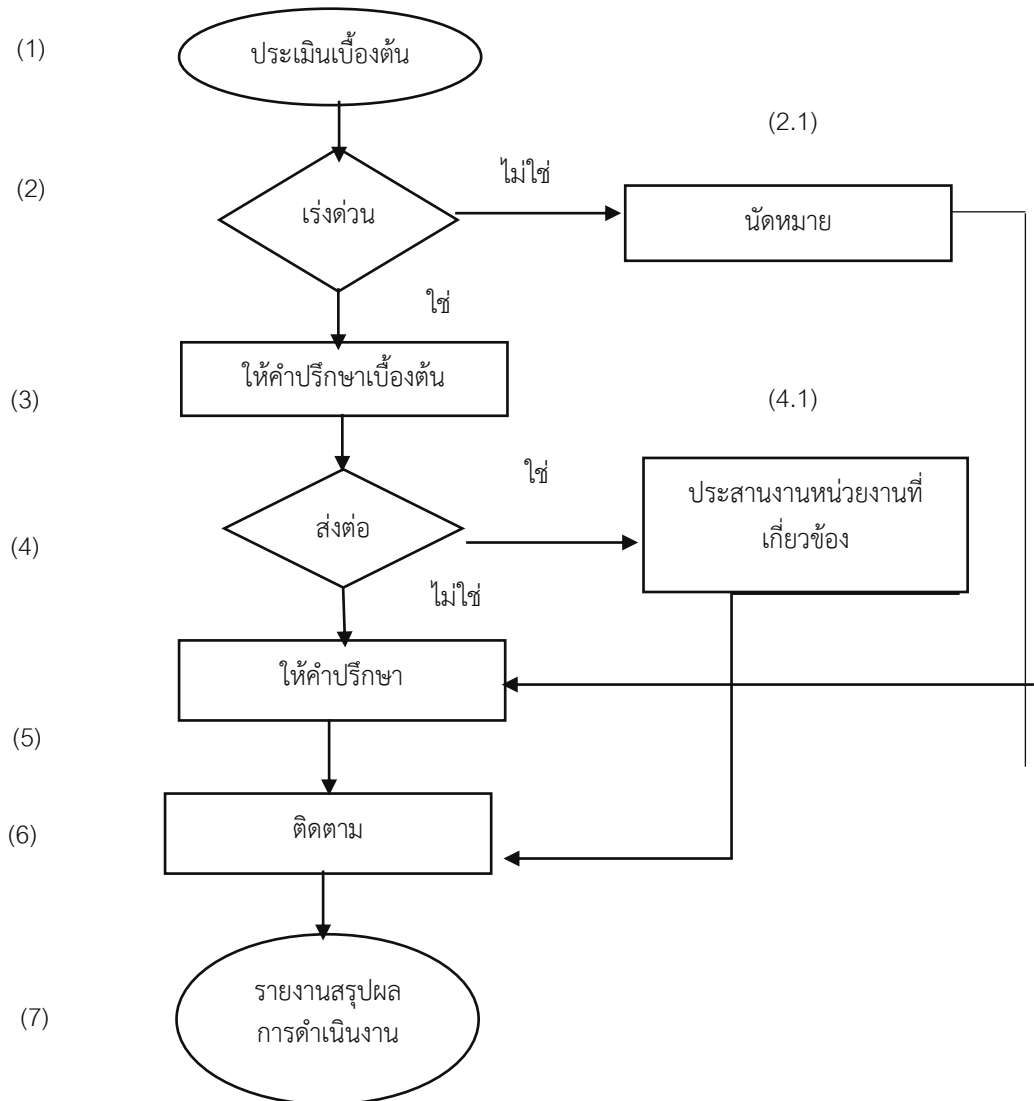 (1)
ประเมินเบื้องต้น
(2.1)
(2)
เร่งด่วน
ไม่ใช่
นัดหมาย
ใช่
(3)
ให้คำปรึกษาเบื้องต้น
(4.1)
(4)
ส่งต่อ
ใช่
ประสานงานหน่วยงานที่
เกี่ยวข้อง
ไม่ใช่
ให้คำปรึกษา
(5)
(6)
ติดตาม
(7)
รายงานสรุปผล
การดำเนินงาน